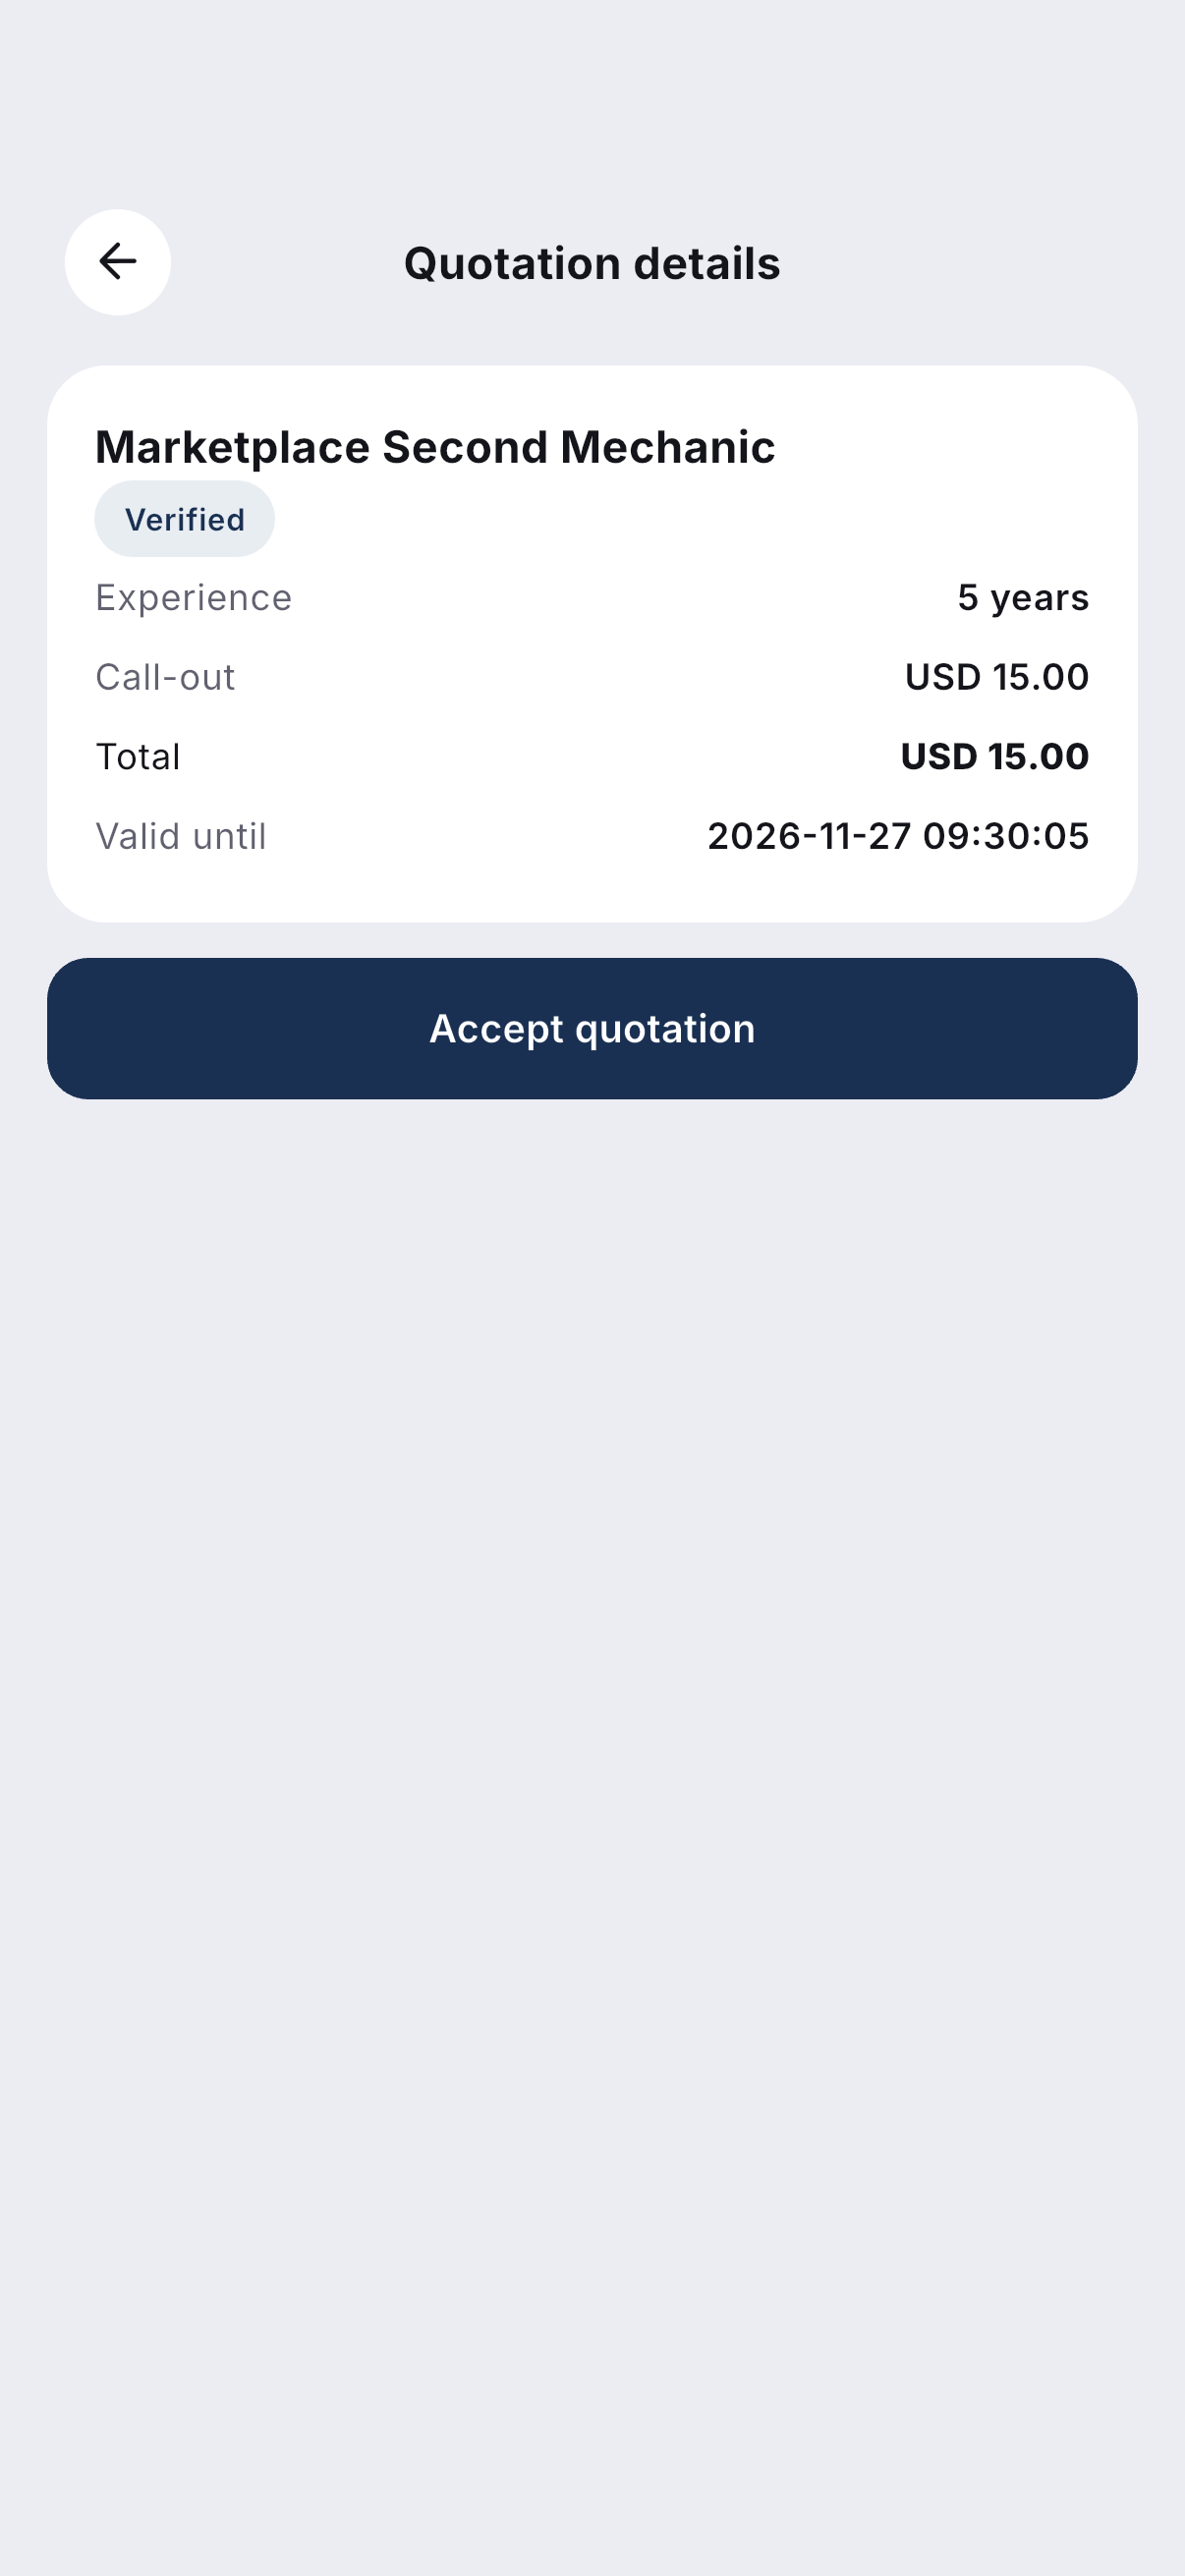 Quotation details
Marketplace Second Mechanic
Verified
Experience 5 years
Call-out USD 15.00
Total USD 15.00
Valid until 2026-11-27 09:30:05
Accept quotation